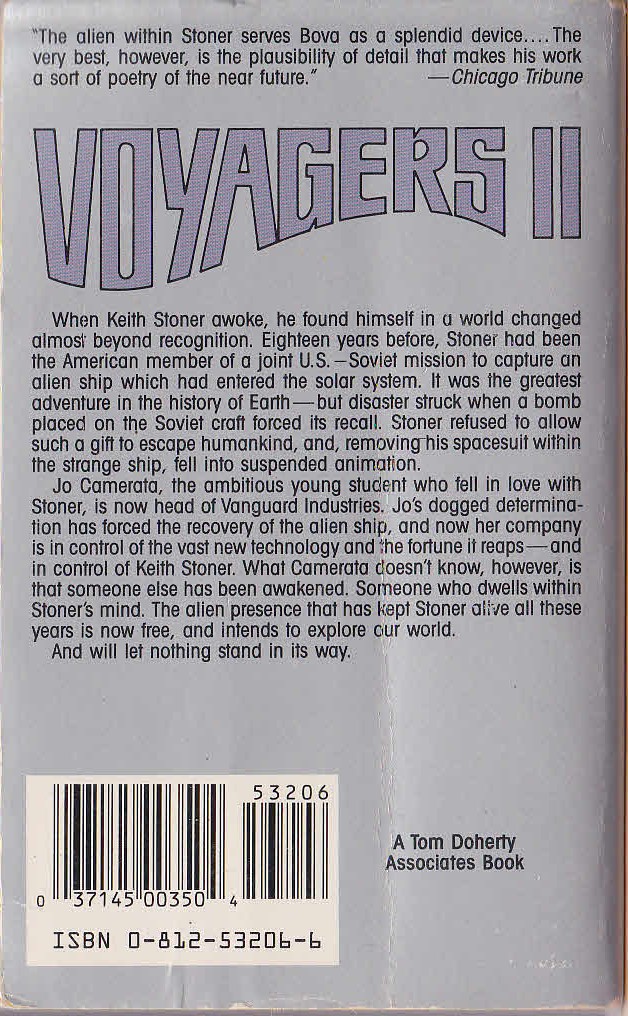 "The alien within Stoner serves Bova as a splendid device....The
very best, however, is the plausibility of detail that makes his work
a sort of poetry of the near future."
—Chicago Tribune
VOYAGERS II
When Keith Stoner awoke, he found himself in a world changed
almost beyond recognition. Eighteen years before, Stoner had been
the American member of a joint U.S.—Soviet mission to capture an
alien ship which had entered the solar system. It was the greatest
adventure in the history of Earth—but disaster struck when a bomb
placed on the Soviet craft forced its recall. Stoner refused to allow
such a gift to escape humankind, and, removing his spacesuit within
the strange ship, fell into suspended animation.
Jo Camerata, the ambitious young student who fell in love with
Stoner, is now head of Vanguard Industries. Jo's dogged determina-
tion has forced the recovery of the alien ship, and now her company
is in control of the vast new technology and the fortune it reaps—and
in control of Keith Stoner. What Camerata doesn't know, however, is
that someone else has been awakened. Someone who dwells within
Stoner's mind. The alien presence that has kept Stoner alive all these
years is now free, and intends to explore our world.
And will let nothing stand in its way.
53206
0 37145 00350 4
ISBN 0-812-53206-6
A Tom Doherty
Associates Book